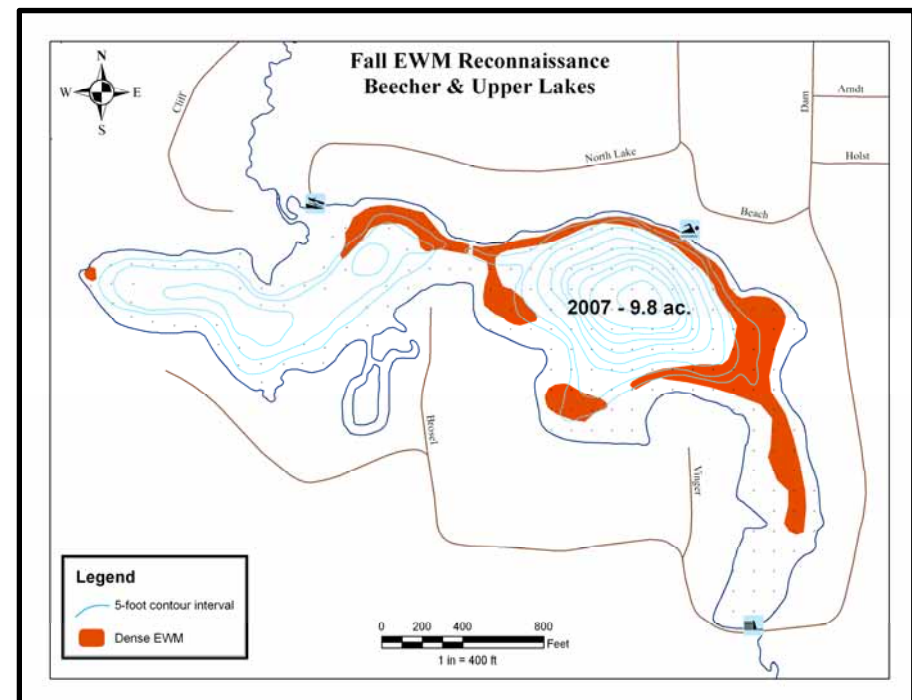 Fall EWM Reconnaissance
Beecher & Upper Lakes
N
W E
S
Cliff
Dam
Arndt
Holst
North Lake
Beach
2007 - 9.8 ac.
Brosel
Vinger
Legend
5-foot contour interval
Dense EWM
0 200 400 800
Feet
1 in = 400 ft